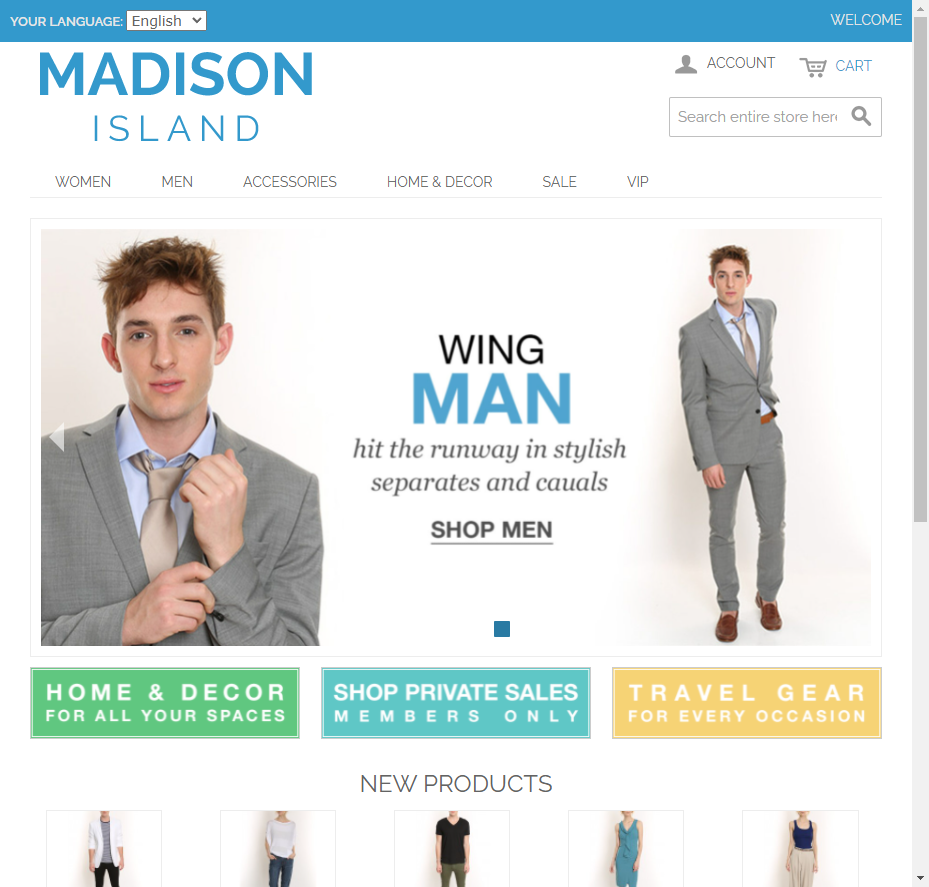 YOUR LANGUAGE: English
WELCOME
MADISON
ISLAND
ACCOUNT
CART
Search entire store here
WOMEN MEN ACCESSORIES HOME & DECOR SALE VIP
WING
MAN
hit the runway in stylish
separates and cauals
SHOP MEN
HOME & DECOR
FOR ALL YOUR SPACES
SHOP PRIVATE SALES
MEMBERS ONLY
TRAVEL GEAR
FOR EVERY OCCASION
NEW PRODUCTS